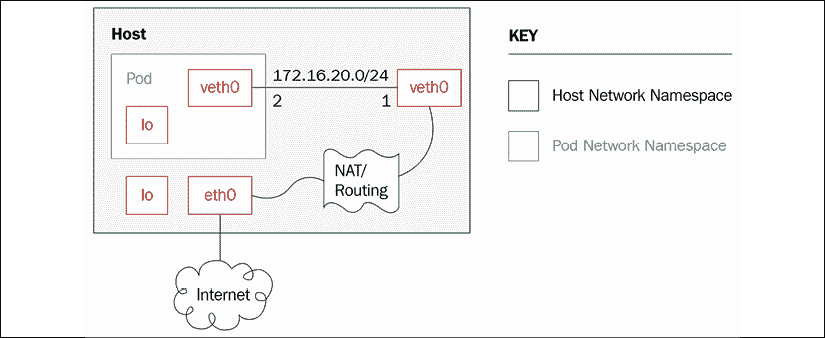 Host
Pod
veth0
172.16.20.0/24
2
1
veth0
lo
NAT/
Routing
lo
eth0
Internet
KEY
Host Network Namespace
Pod Network Namespace